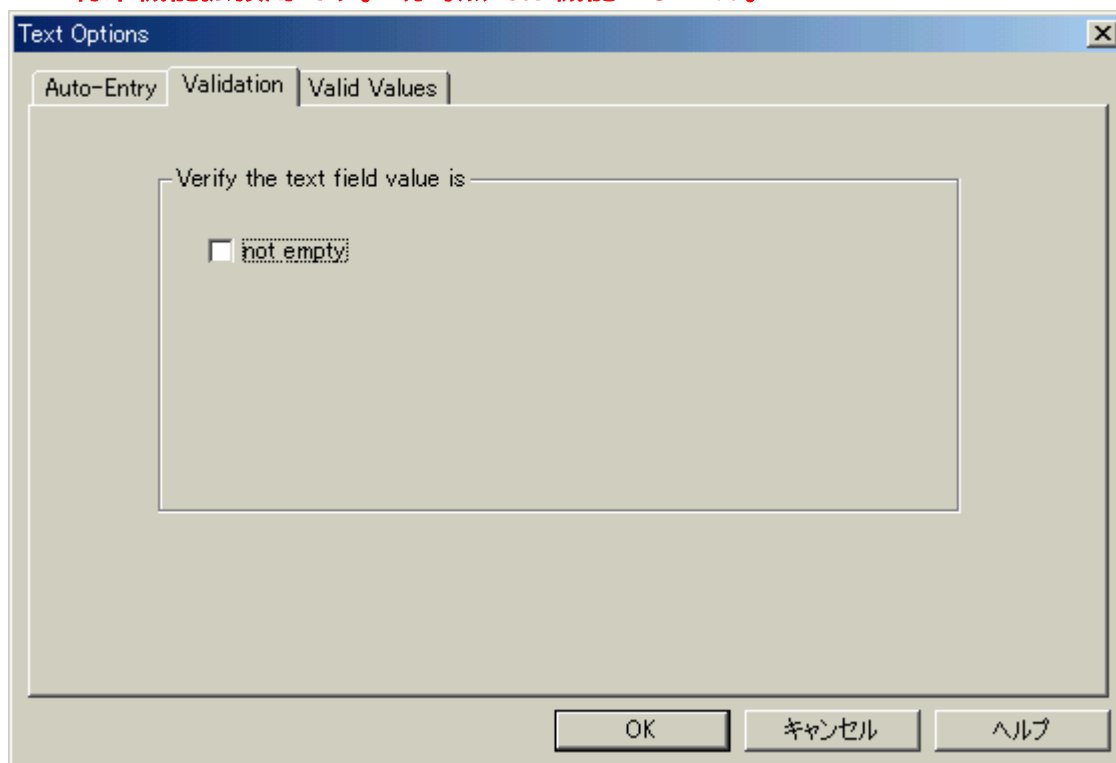 Text Options
Auto-Entry Validation Valid Values
Verify the text field value is
not empty
OK キャンセル ヘルプ